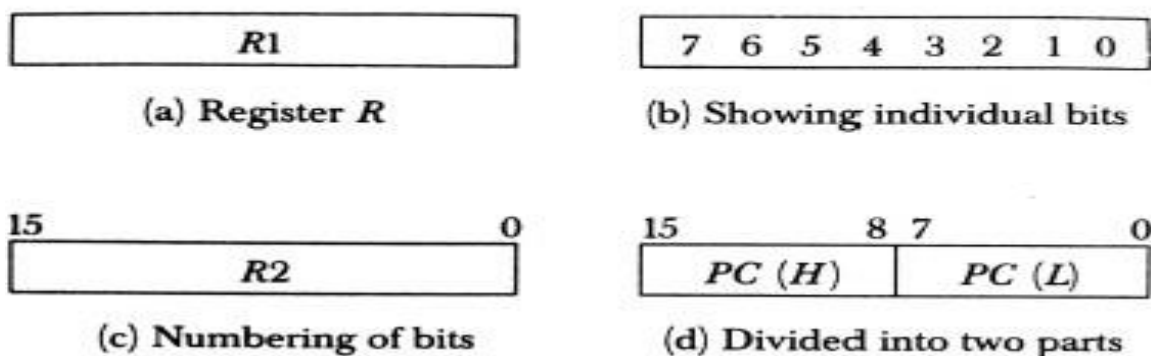 R1
7 6 5 4 3 2 1 0
(a) Register R
(b) Showing individual bits
15 0
15 8 7 0
R2
PC (H) PC (L)
(c) Numbering of bits
(d) Divided into two parts